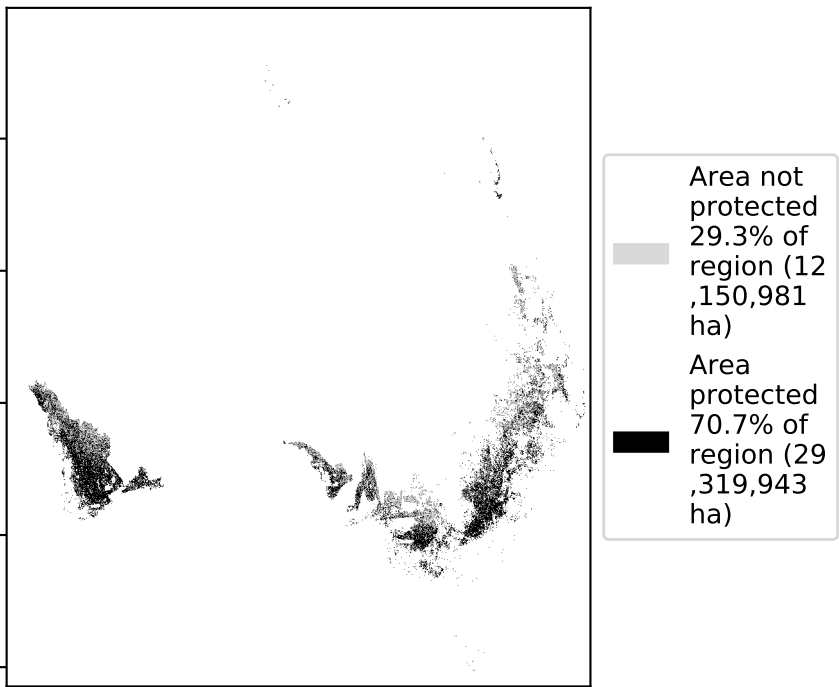 Area not
protected
29.3% of
region (12
,150,981
ha)
Area
protected
70.7% of
region (29
,319,943
ha)